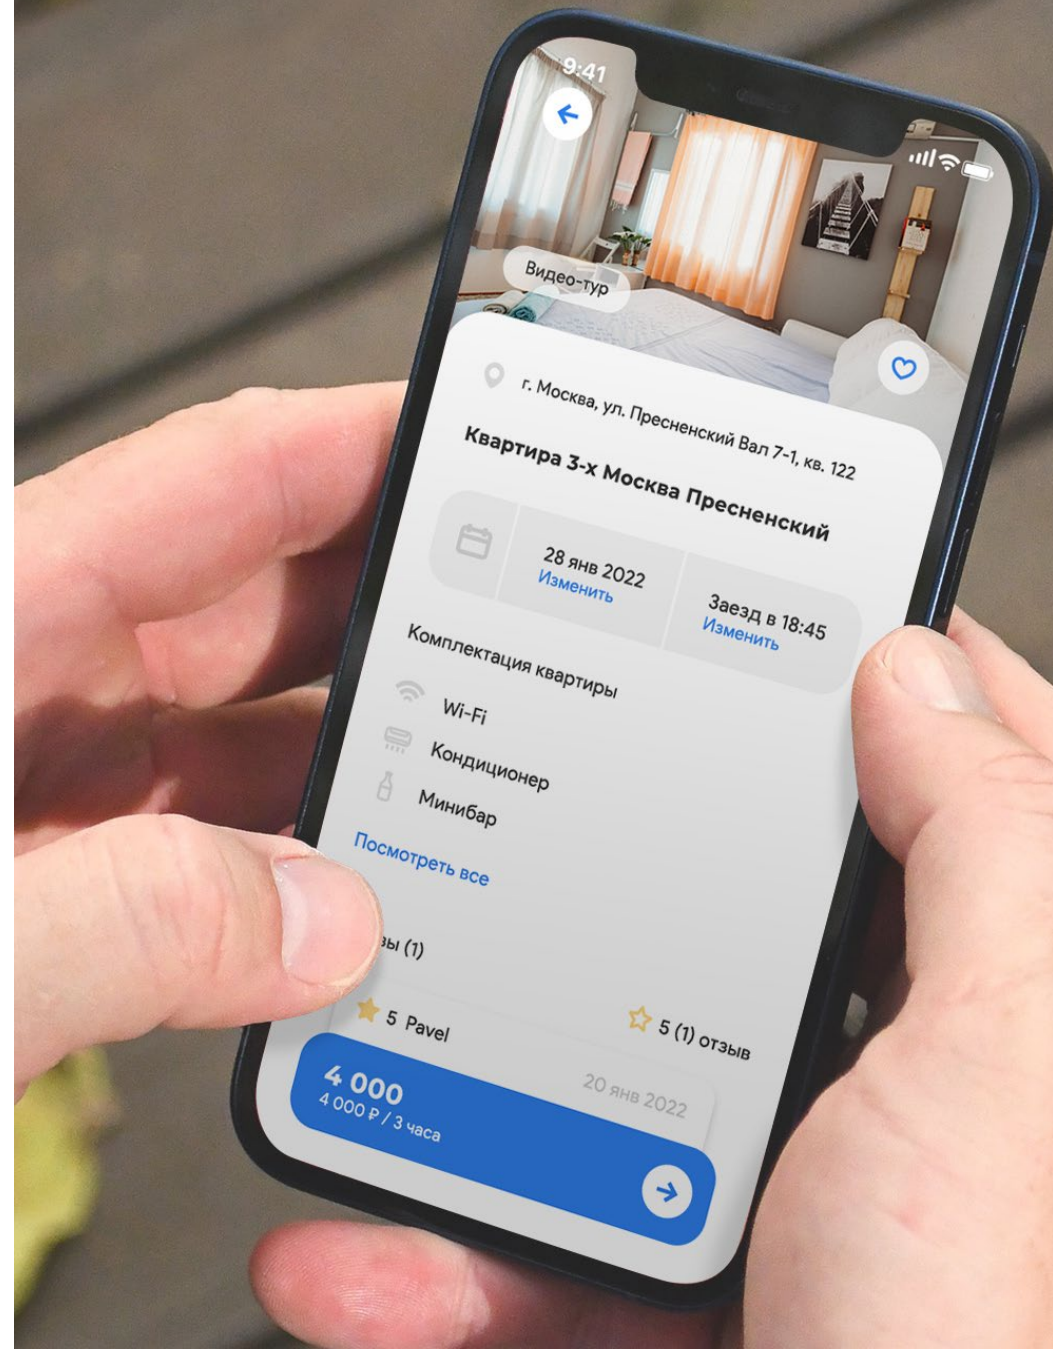 9:41
Видео-тур
г. Москва, ул. Пресненский Вал 7-1, кв. 122
Квартира 3-х Москва Пресненский
28 янв 2022
Изменить
Заезд в 18:45
Изменить
Комплектация квартиры
Wi-Fi
Кондиционер
Минибар
Посмотреть все
(1)
5 (1) отзыв
5 Pavel
20 янв 2022
4 000
4 000 ₽ / 3 часа